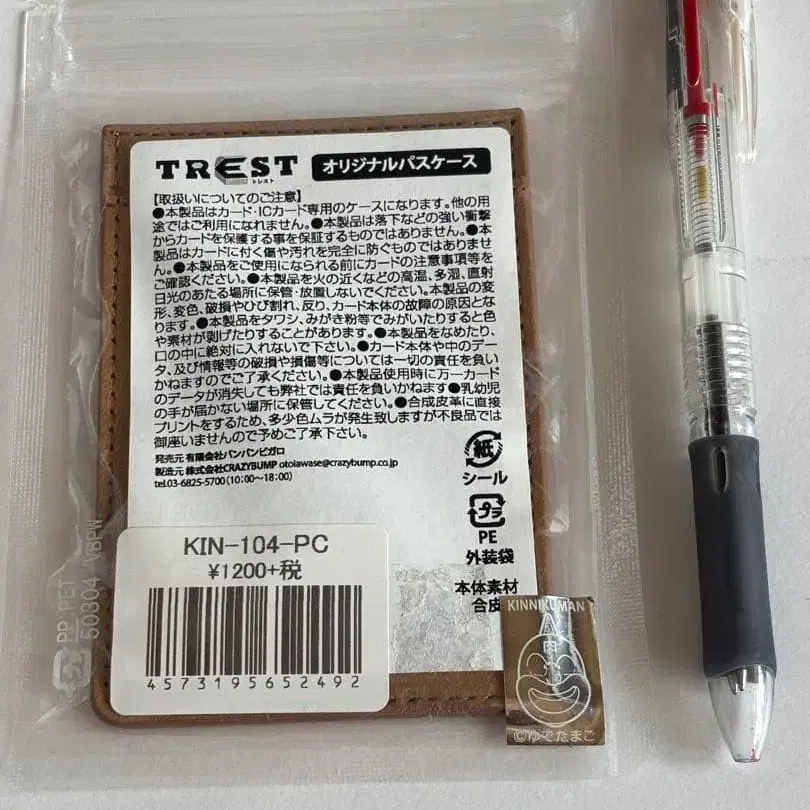 TREST
トレスト
オリジナルパスケース
【取扱いについてのご注意】
●本製品はカード・ICカード専用のケースになります。他の用
途ではご利用になれません。●本製品は落下などの強い衝撃
からカードを保護する事を保証するものではありません。●本
製品はカードに付く傷や汚れを完全に防ぐものではありませ
ん。●本製品をご使用になられる前にカードの注意事項等を
ご確認ください。●本製品を火の近くなどの高温、多湿、直射
日光のあたる場所に保管・放置しないでください。本製品の変
形、変色、破損やひび割れ、反り、カード本体の故障の原因とな
ります。●本製品をタワシ、みがき粉等でみがいたりすると色
や素材が剥げたりすることがあります。●本製品をなめたり、
口の中に絶対に入れないで下さい。●カード本体や中のデー
タ、及び情報等の破損や損傷等については一切の責任を負い
かねますのでご了承ください。●本製品使用時に万一カード
のデータが消失しても弊社では責任を負いかねます●乳幼児
の手が届かない場所に保管してください。●合成皮革に直接
プリントをするため、多少色ムラが発生致しますが不良品では
御座いませんので予めご了承下さい。
発売元 有限会社バンバンビガロ
製造元 株式会社CRAZYBUMP otoiawase@crazybump.co.jp
tel.03-6825-5700(10:00〜18:00)
紙
シール
プラ
PE
外装袋
本体素材
合皮
KIN-104-PC
¥1200+税
4573195652492
KINNIKUMAN
肉
©ゆでたまご
PP PET
50304 VBPW